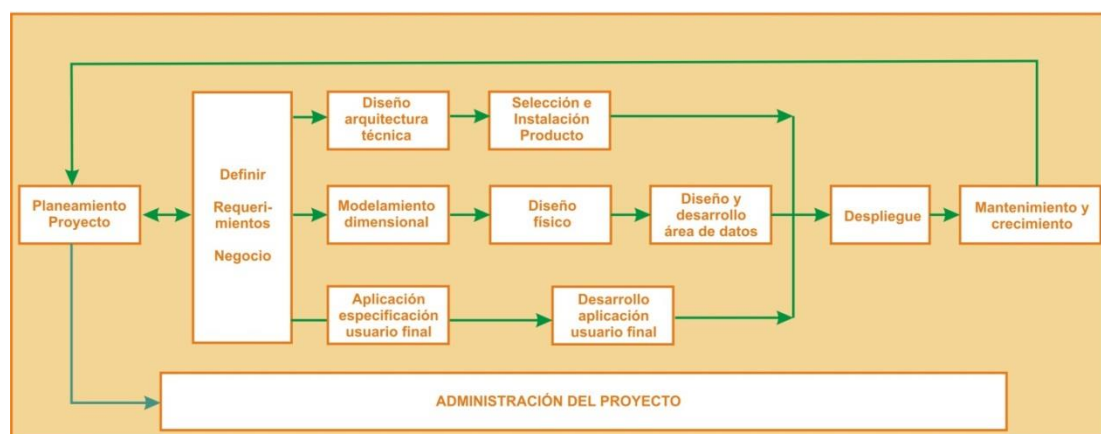 Planeamiento
Proyecto
Definir
Requeri-
mientos
Negocio
Diseño
arquitectura
técnica
Selección e
Instalación
Producto
Modelamiento
dimensional
Diseño
físico
Diseño y
desarrollo
área de datos
Aplicación
especificación
usuario final
Desarrollo
aplicación
usuario final
Despliegue
Mantenimiento y
crecimiento
ADMINISTRACIÓN DEL PROYECTO